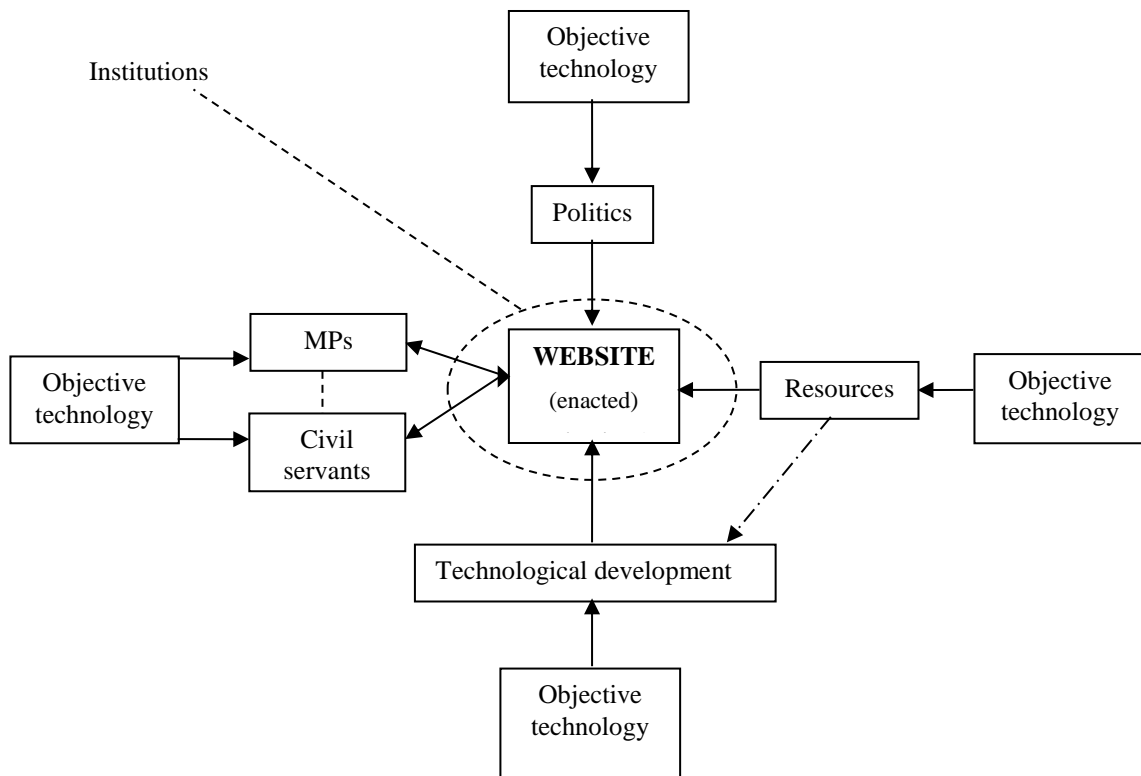 Objective
technology
Institutions
Politics
MPs
WEBSITE
(enacted)
Resources
Objective
technology
Objective
technology
Civil
servants
Technological development
Objective
technology